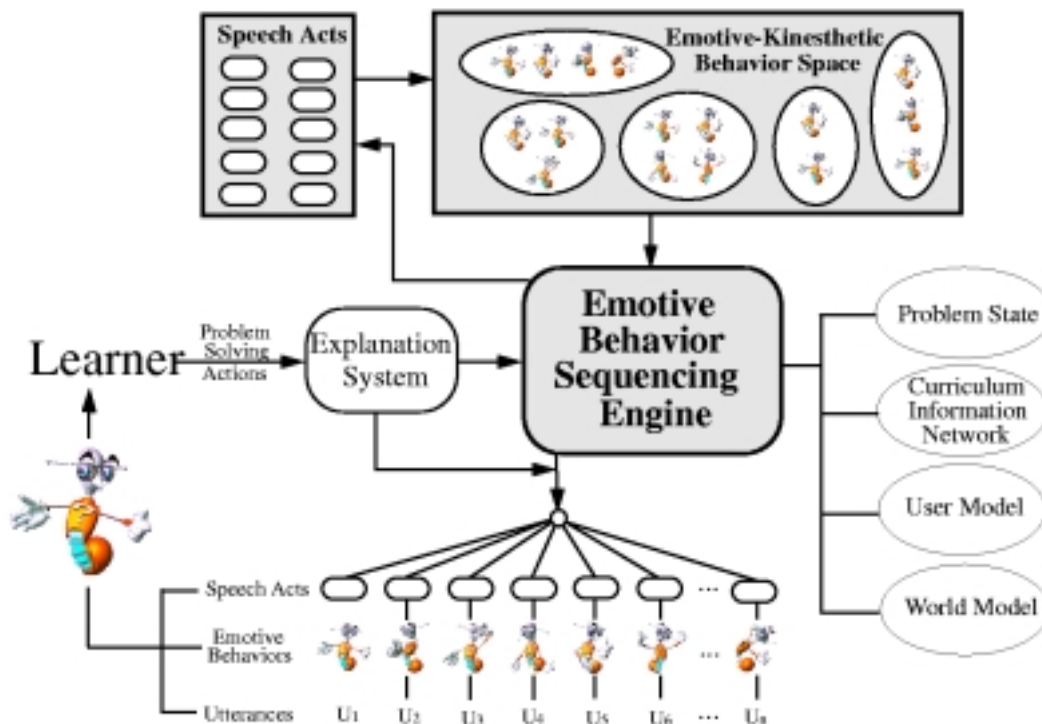 Speech Acts
Emotive-Kinesthetic
Behavior Space
Emotive
Behavior
Sequencing
Engine
Learner
Problem
Solving
Actions
Explanation
System
Problem State
Curriculum
Information
Network
User Model
World Model
Speech Acts
...
Emotive
Behaviors
...
Utterances U1 U2 U3 U4 U5 U6 ...